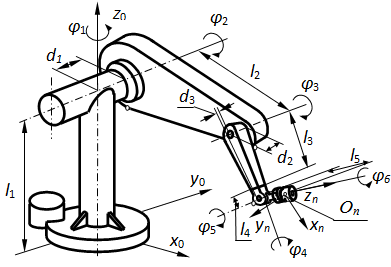 z₀
φ₁
φ₂
d₁
l₂
d₃
φ₃
l₃
l₁
d₂
l₅
y₀
zₙ
φ₆
φ₅
l₄
yₙ
Oₙ
x₀
xₙ
φ₄